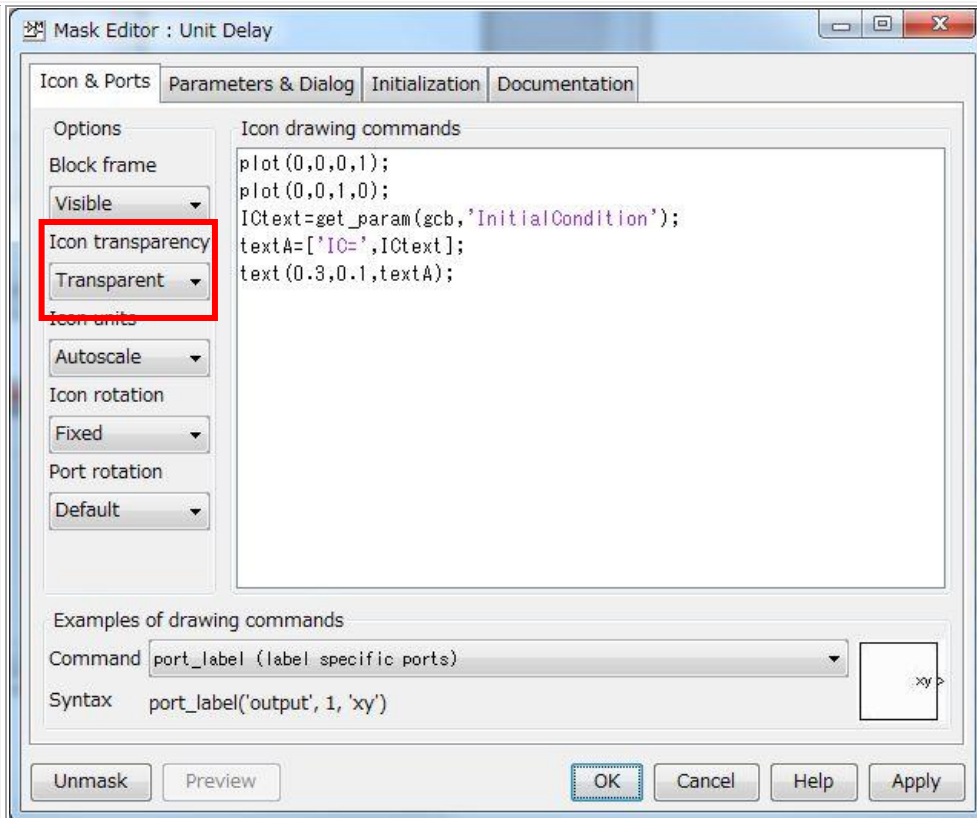 Mask Editor : Unit Delay
Icon & Ports
Parameters & Dialog
Initialization
Documentation
Options
Block frame
Visible
Icon transparency
Transparent
Icon units
Autoscale
Icon rotation
Fixed
Port rotation
Default
Icon drawing commands
plot(0,0,0,1);
plot(0,0,1,0);
ICtext=get_param(gcb,'InitialCondition');
textA=['IC=',ICtext];
text(0.3,0.1,textA);
Examples of drawing commands
Command port_label (label specific ports)
Syntax port_label('output', 1, 'xy')
xy >
Unmask
Preview
OK
Cancel
Help
Apply